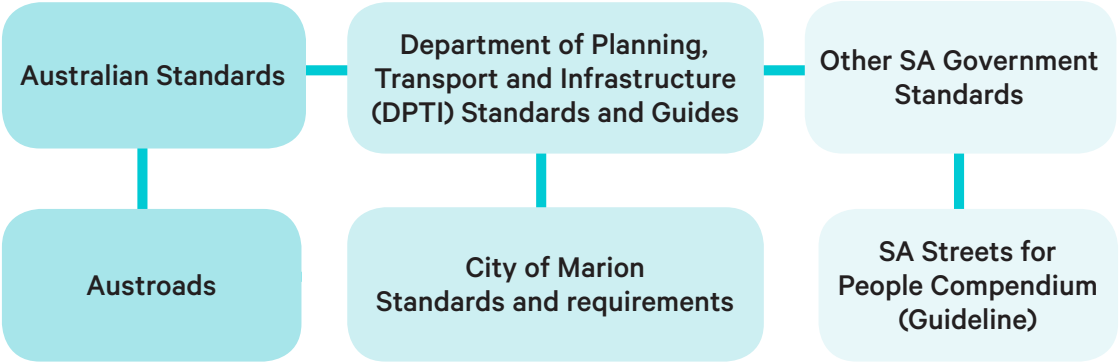 Australian Standards
Department of Planning,
Transport and Infrastructure
(DPTI) Standards and Guides
Other SA Government
Standards
Austroads
City of Marion
Standards and requirements
SA Streets for
People Compendium
(Guideline)